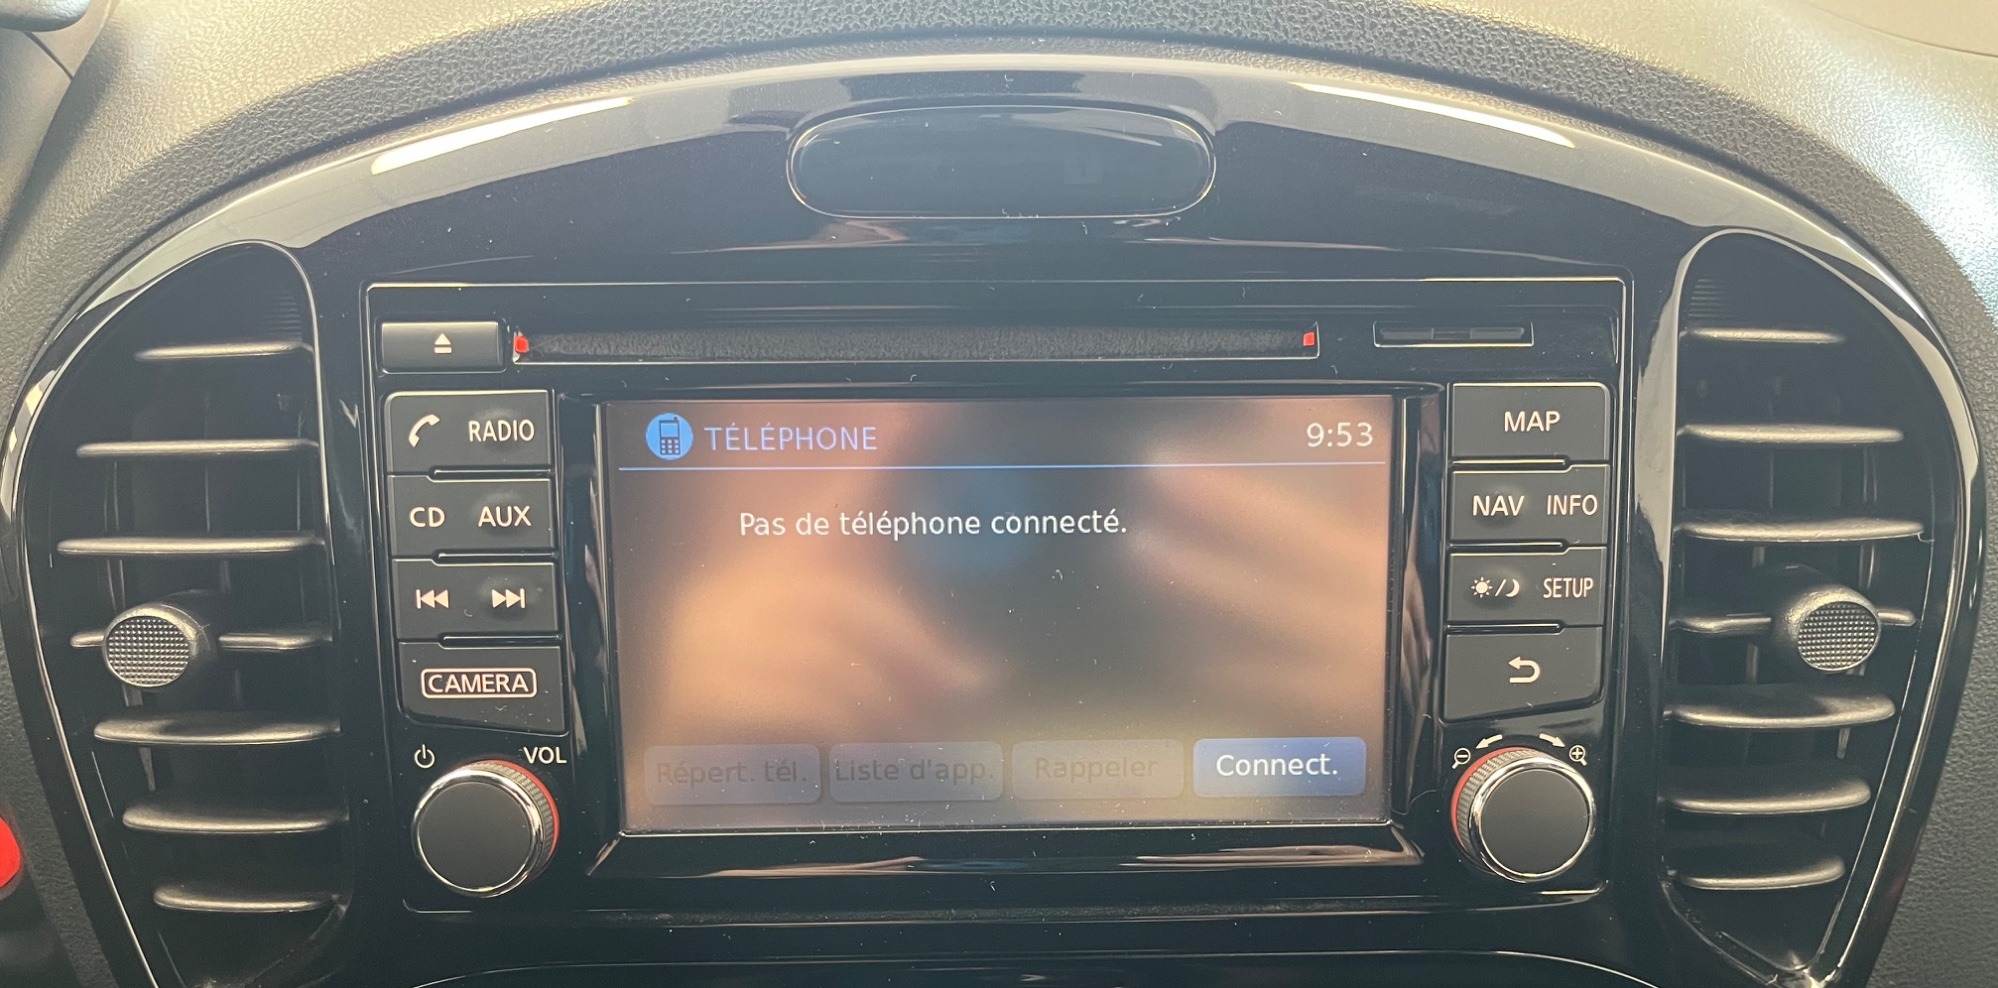 RADIO
CD AUX
CAMERA
VOL
TÉLÉPHONE 9:53
Pas de téléphone connecté.
Répert. tél. Liste d'app. Rappeler Connect.
MAP
NAV INFO
SETUP